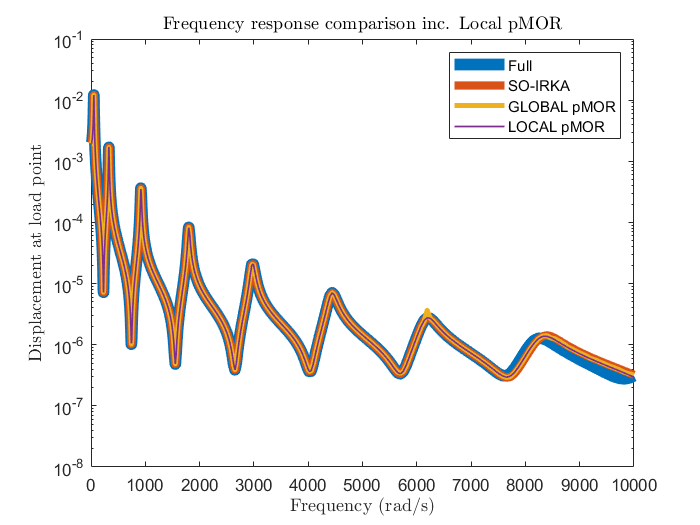 Frequency response comparison inc. Local pMOR
10-1
10-2
10-3
10-4
10-5
10-6
10-7
10-8
Displacement at load point
Full
SO-IRKA
GLOBAL pMOR
LOCAL pMOR
0 1000 2000 3000 4000 5000 6000 7000 8000 9000 10000
Frequency (rad/s)